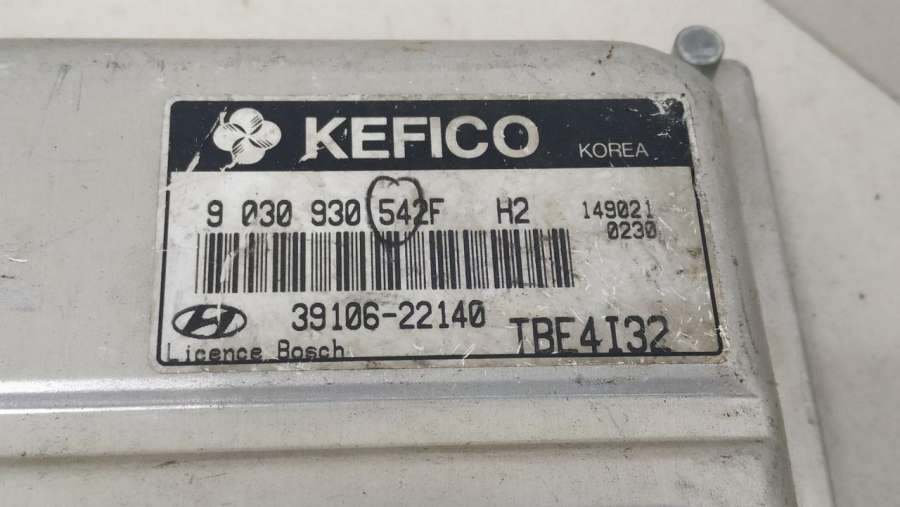 KEFICO KOREA
9 030 930 542F H2 149021
0230
39106-22140 TBE4I32
Licence Bosch